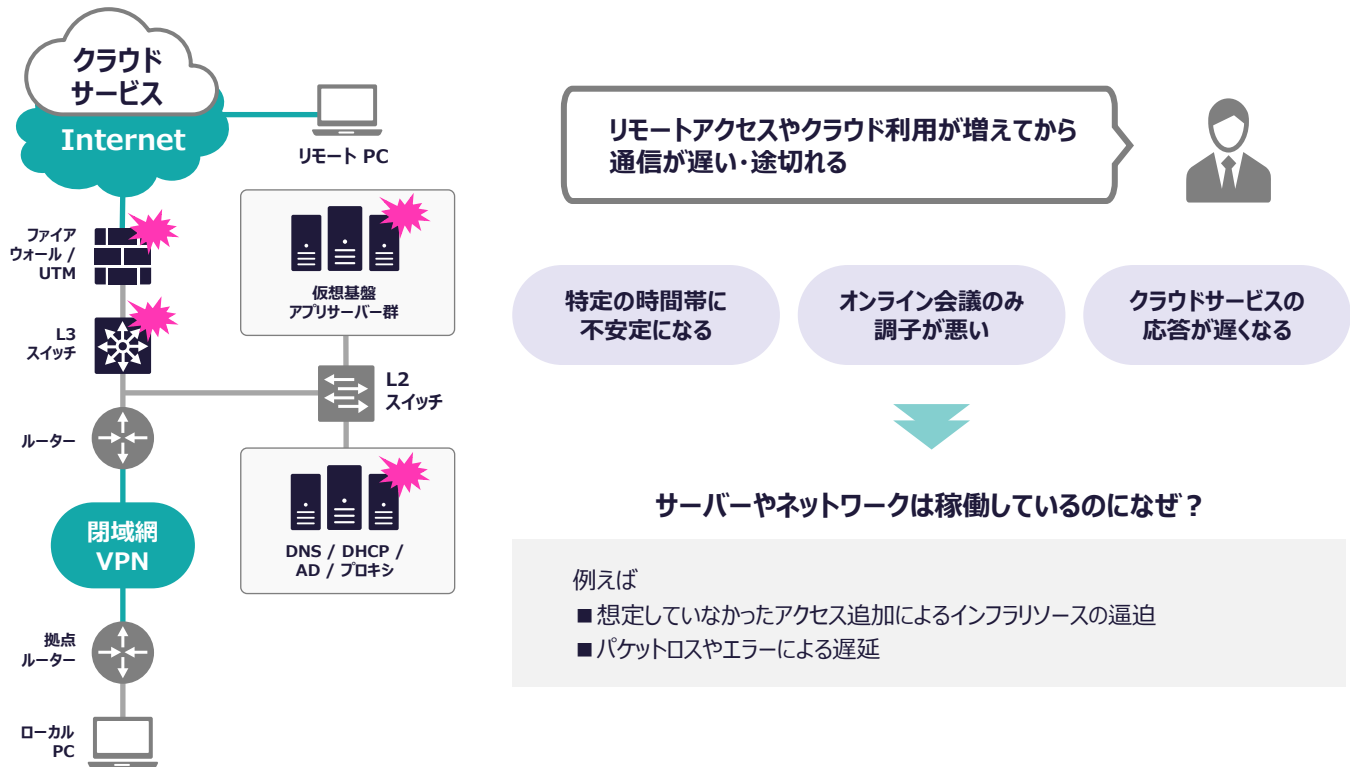 クラウド
サービス
Internet
リモート PC
ファイア
ウォール /
UTM
仮想基盤
アプリサーバー群
L3
スイッチ
L2
スイッチ
ルーター
閉域網
VPN
DNS / DHCP /
AD / プロキシ
拠点
ルーター
ローカル
PC
リモートアクセスやクラウド利用が増えてから
通信が遅い・途切れる
特定の時間帯に
不安定になる
オンライン会議のみ
調子が悪い
クラウドサービスの
応答が遅くなる
サーバーやネットワークは稼働しているのになぜ？
例えば
■想定していなかったアクセス追加によるインフラリソースの逼迫
■パケットロスやエラーによる遅延